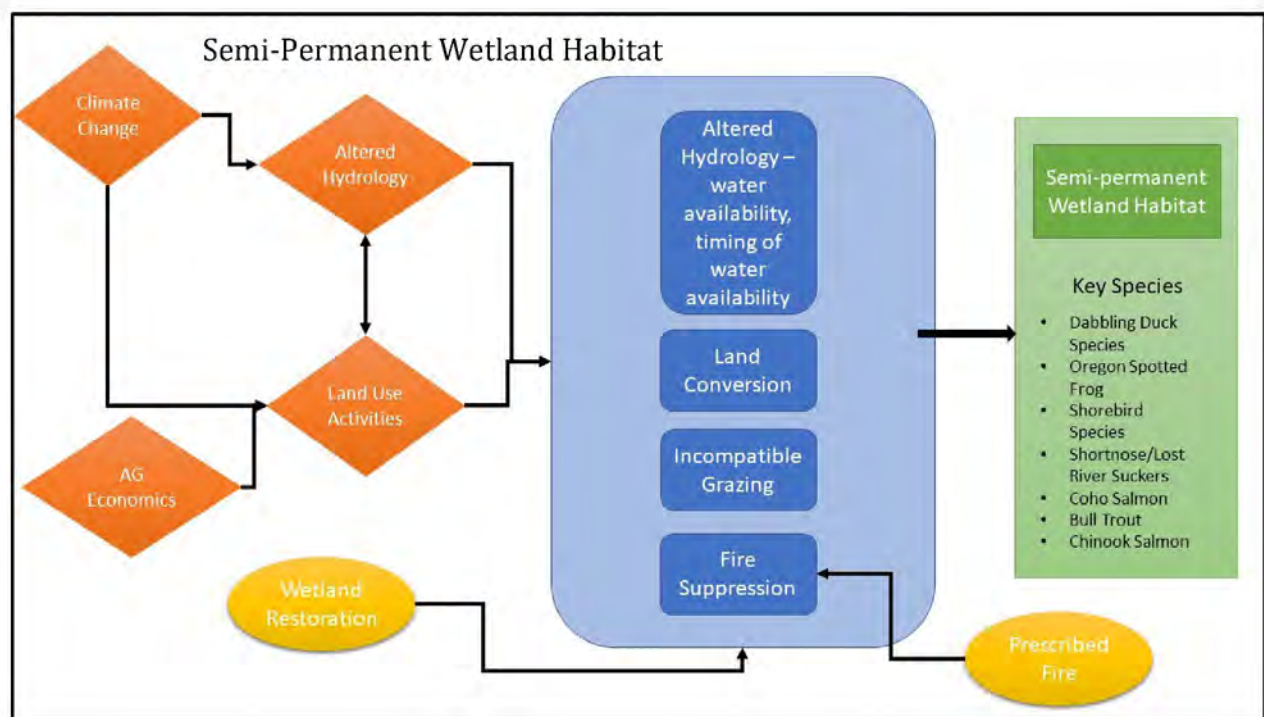 Semi-Permanent Wetland Habitat
Climate
Change
Altered
Hydrology
Land Use
Activities
AG
Economics
Wetland
Restoration
Altered
Hydrology –
water
availability,
timing of
water
availability
Land
Conversion
Incompatible
Grazing
Fire
Suppression
Prescribed
Fire
Semi-permanent
Wetland Habitat
Key Species
• Dabbling Duck
Species
• Oregon Spotted
Frog
• Shorebird
Species
• Shortnose/Lost
River Suckers
• Coho Salmon
• Bull Trout
• Chinook Salmon